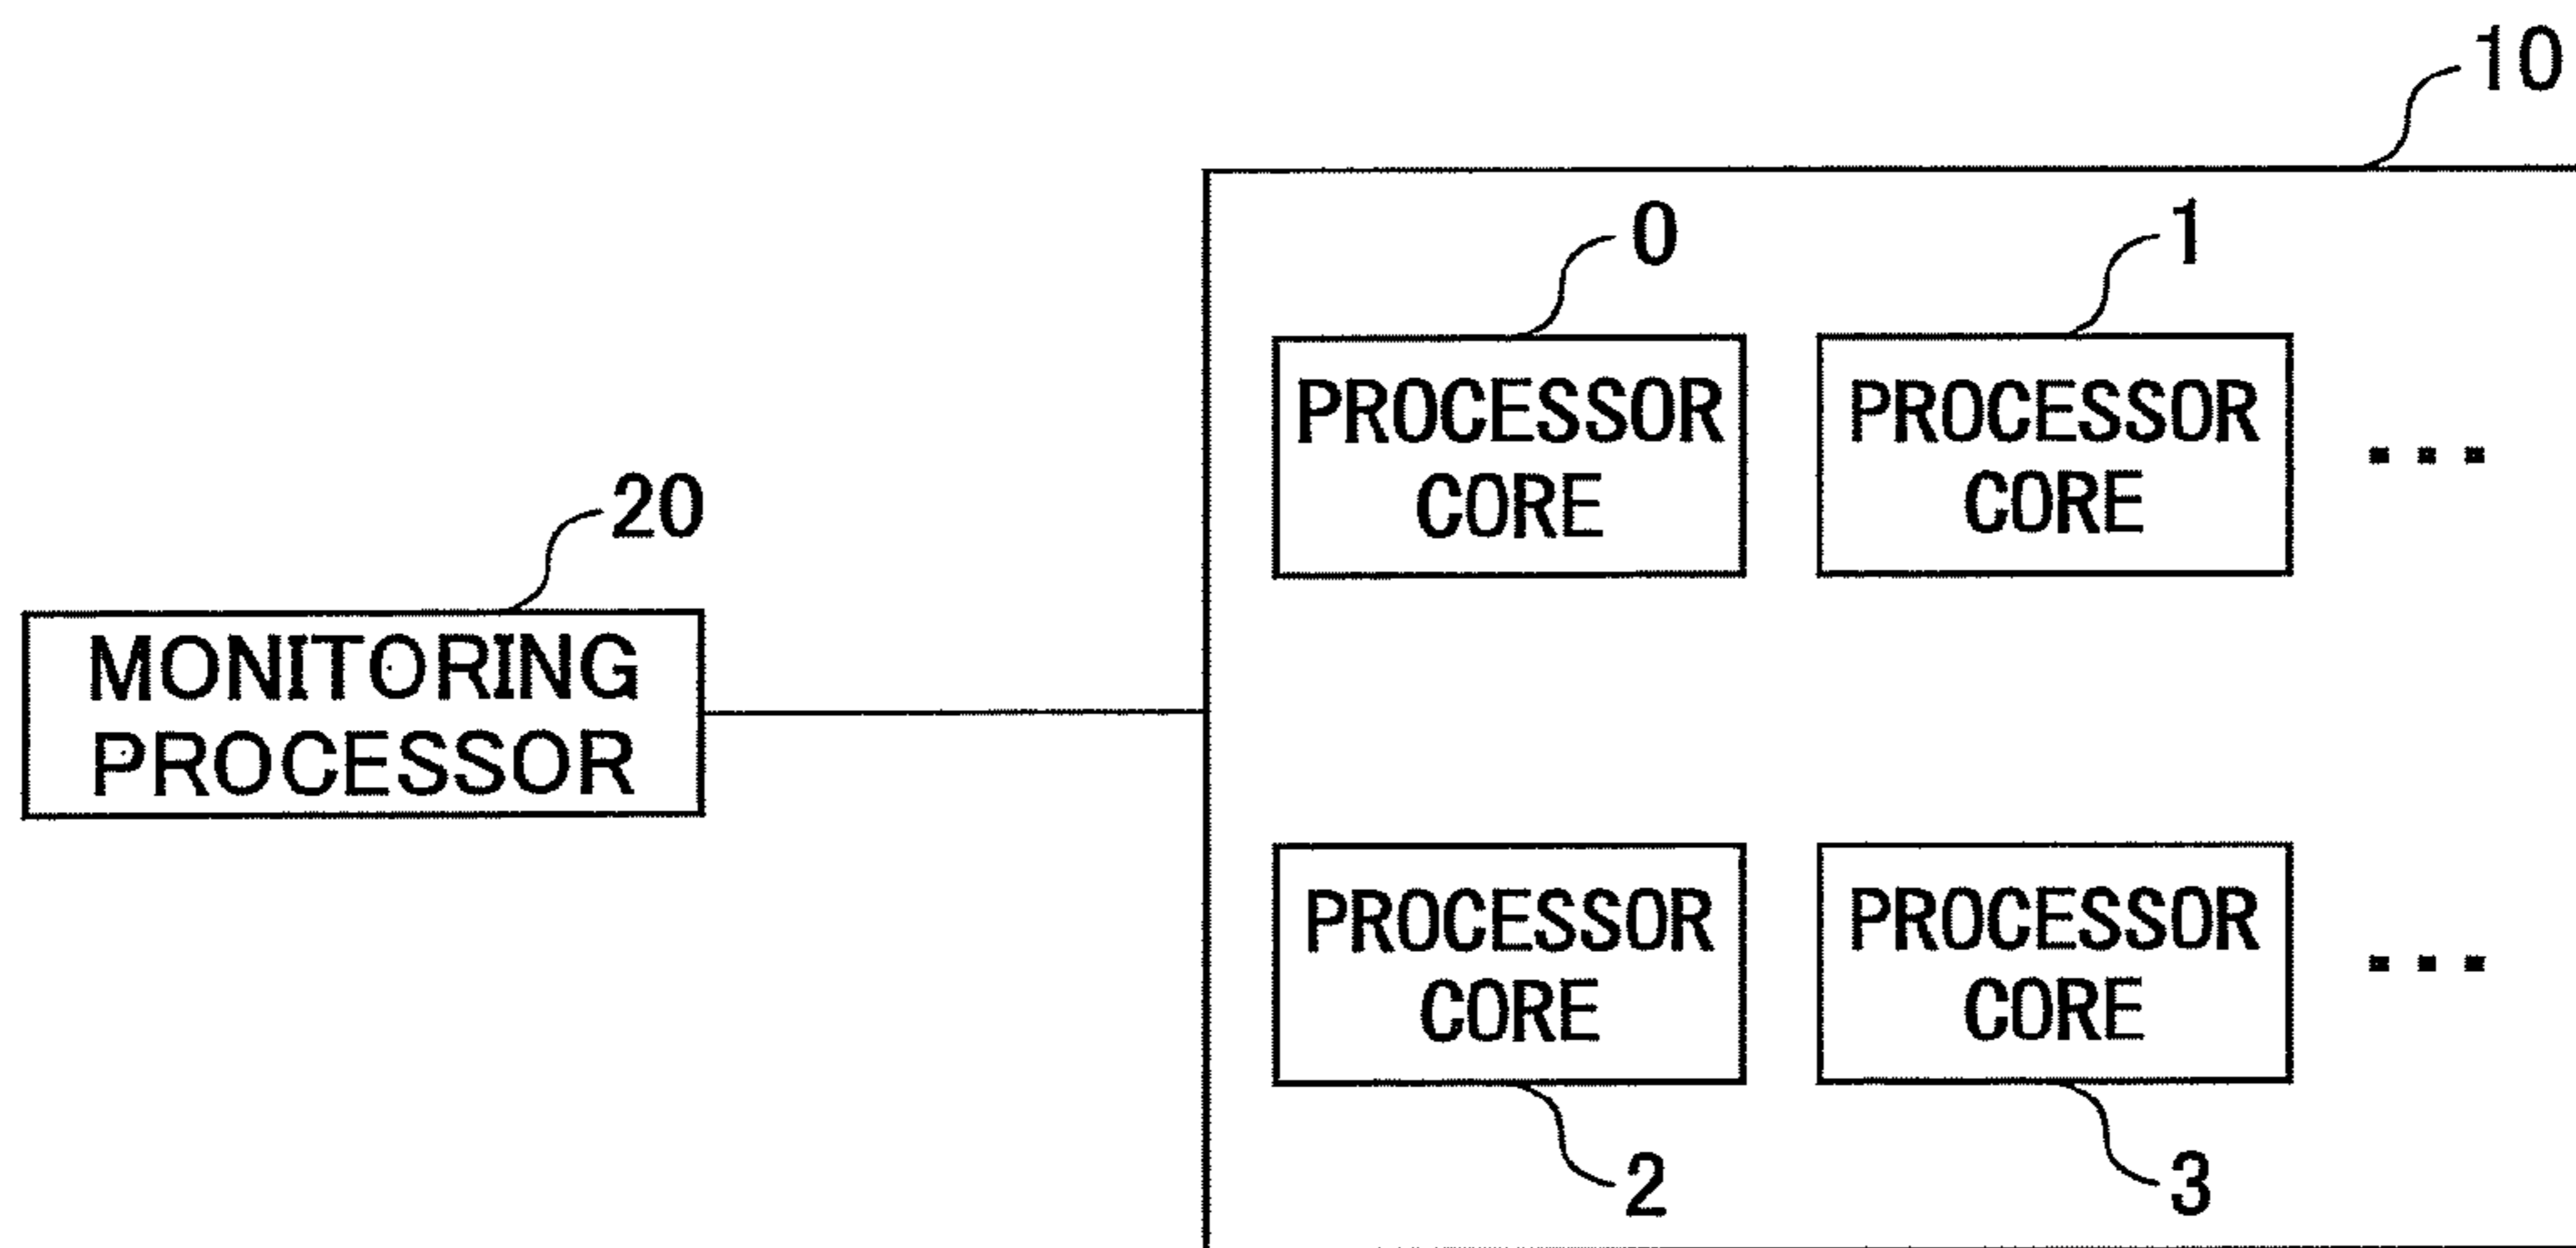 10
0
1
PROCESSOR
CORE
PROCESSOR
CORE
...
20
MONITORING
PROCESSOR
PROCESSOR
CORE
PROCESSOR
CORE
...
2
3